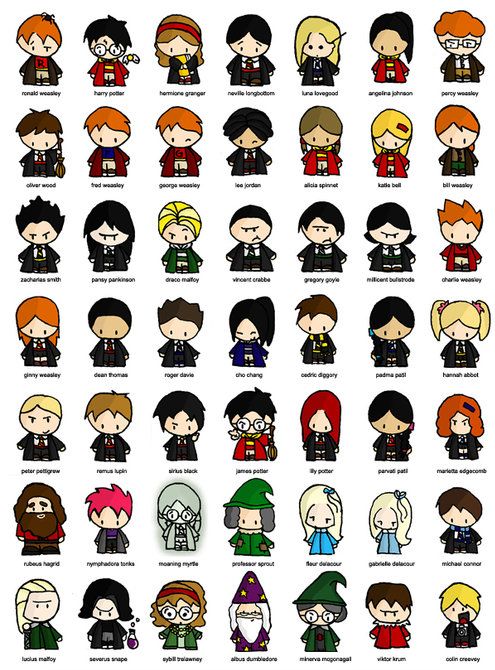 ronald weasley
harry potter
hermione granger
neville longbottom
luna lovegood
angelina johnson
percy weasley
oliver wood
fred weasley
george weasley
lee jordan
alicia spinnet
katie bell
bill weasley
zacharias smith
pansy parkinson
draco malfoy
vincent crabbe
gregory goyle
millicent bullstrode
charlie weasley
ginny weasley
dean thomas
roger davie
cho chang
cedric diggory
padma patil
hannah abbot
peter pettigrew
remus lupin
sirius black
james potter
lily potter
parvati patil
marietta edgecomb
rubeus hagrid
nymphadora tonks
moaning myrtle
professor sprout
fleur delacour
gabrielle delacour
michael connor
lucius malfoy
severus snape
sybill trelawney
albus dumbledore
minerva mcgonagall
viktor krum
colin creevey